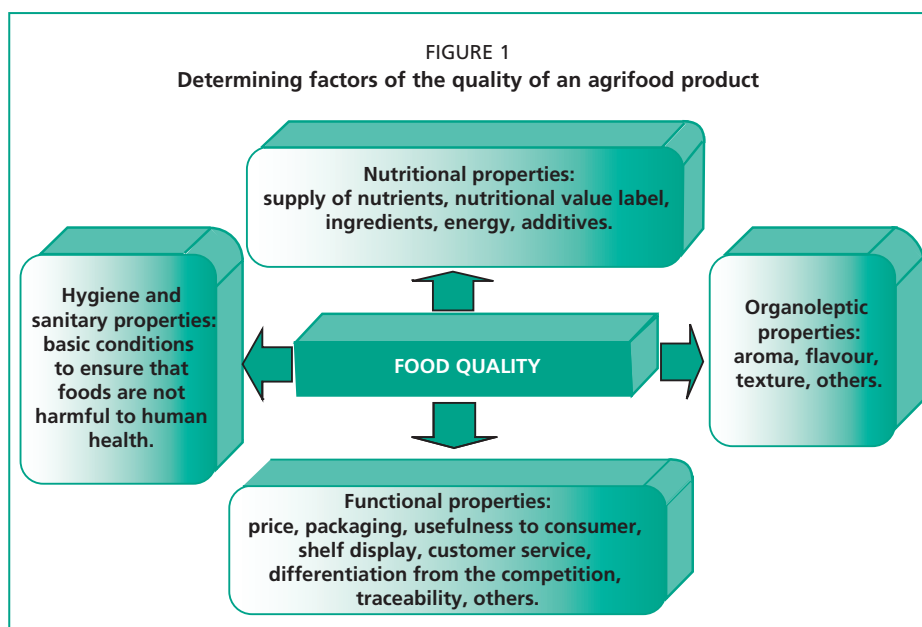 FIGURE 1
Determining factors of the quality of an agrifood product
Nutritional properties:
supply of nutrients, nutritional value label,
ingredients, energy, additives.
Hygiene and
sanitary properties:
basic conditions
to ensure that
foods are not
harmful to human
health.
FOOD QUALITY
Organoleptic
properties:
aroma, flavour,
texture, others.
Functional properties:
price, packaging, usefulness to consumer,
shelf display, customer service,
differentiation from the competition,
traceability, others.